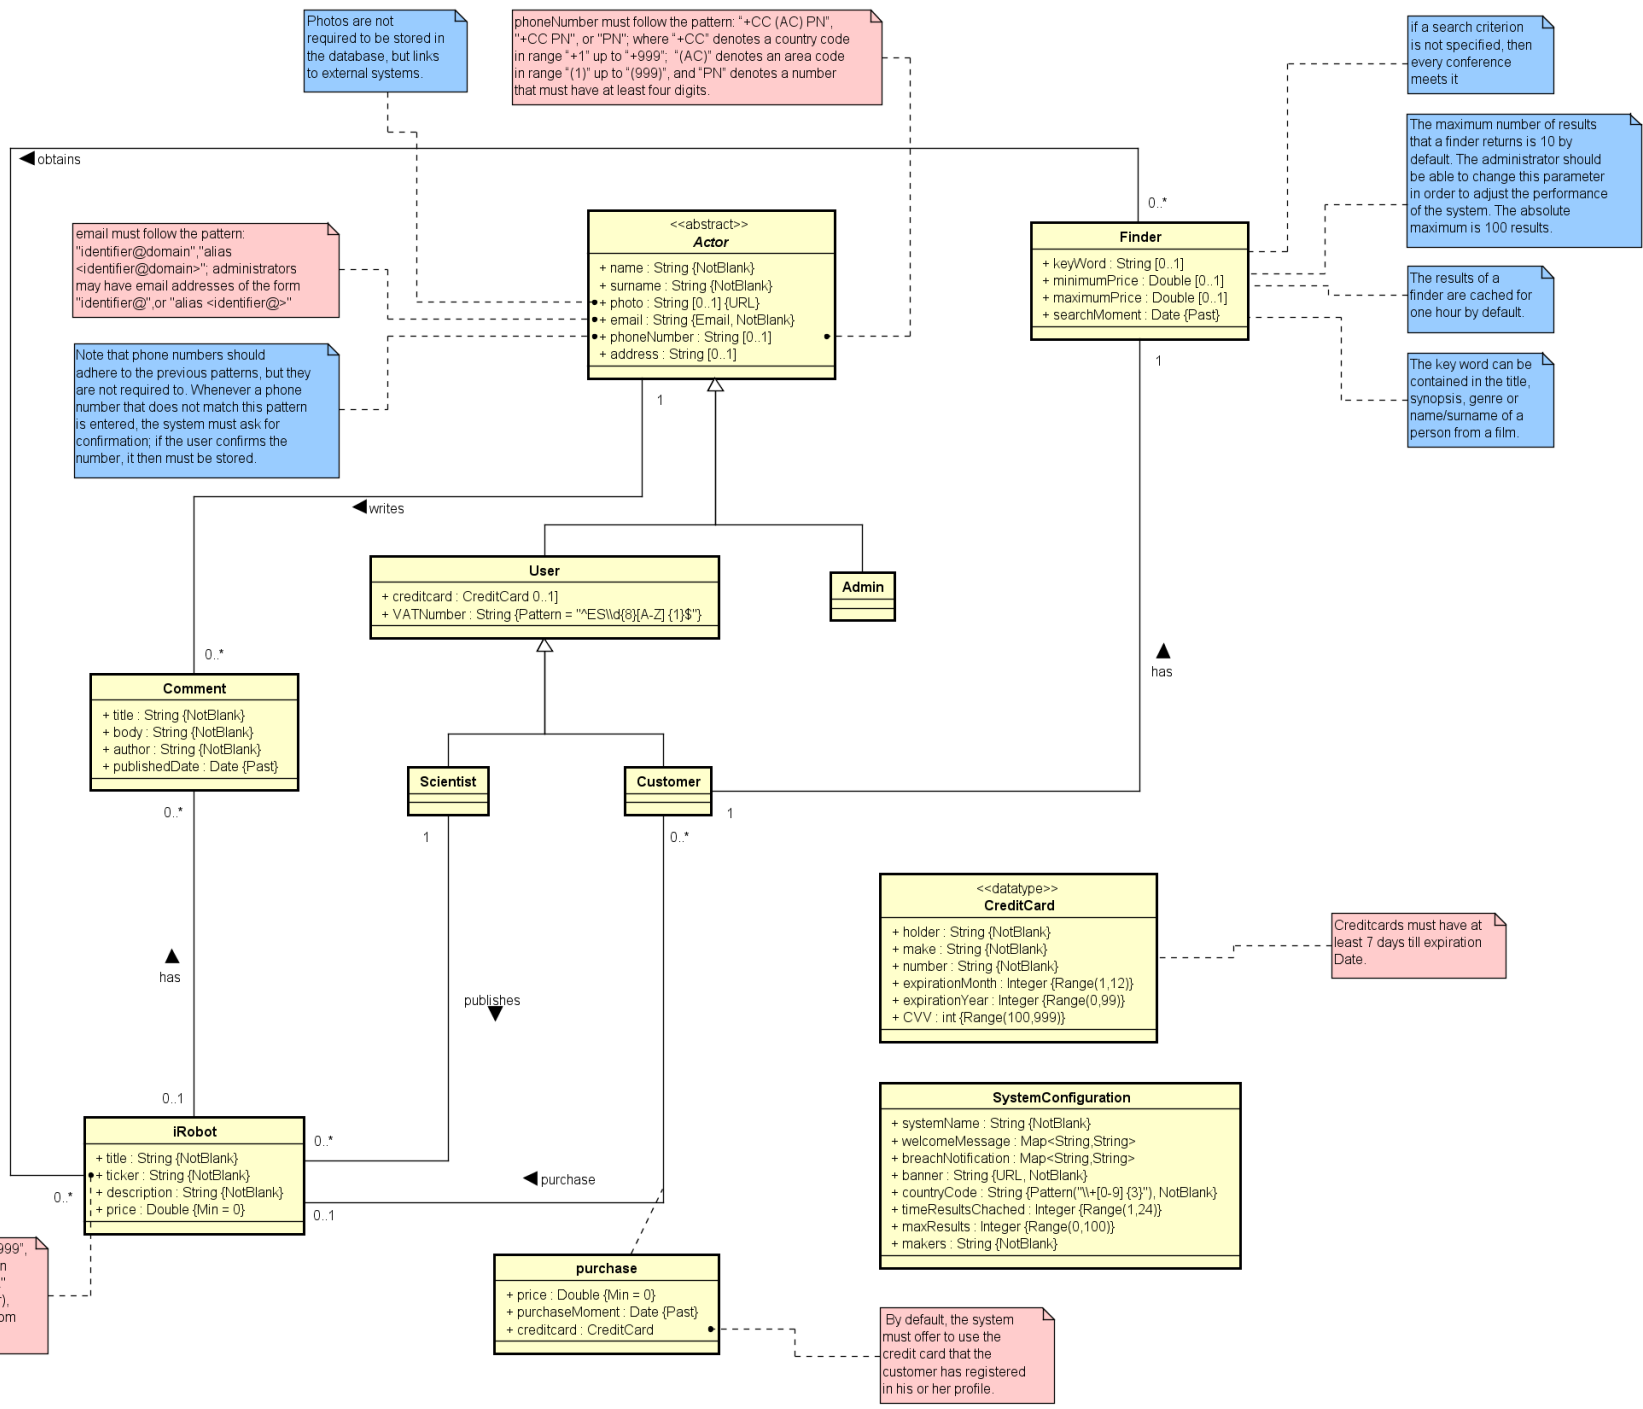 Photos are not
required to be stored in
the database, but links
to external systems.
phoneNumber must follow the pattern: “+CC (AC) PN”,
"+CC PN", or "PN"; where “+CC” denotes a country code
in range “+1” up to “+999”;  “(AC)” denotes an area code
in range “(1)” up to “(999)”, and “PN” denotes a number
that must have at least four digits.
if a search criterion
is not specified, then
every conference
meets it
The maximum number of results
that a finder returns is 10 by
default. The administrator should
be able to change this parameter
in order to adjust the performance
of the system. The absolute
maximum is 100 results.
The results of a
finder are cached for
one hour by default.
The key word can be
contained in the title,
synopsis, genre or
name/surname of a
person from a film.
obtains
0..*
email must follow the pattern:
"identifier@domain","alias
<identifier@domain>"; administrators
may have email addresses of the form
"identifier@",or "alias <identifier@>"
Note that phone numbers should
adhere to the previous patterns, but they
are not required to. Whenever a phone
number that does not match this pattern
is entered, the system must ask for
confirmation; if the user confirms the
number, it then must be stored.
<<abstract>>
Actor
+ name : String {NotBlank}
+ surname : String {NotBlank}
+ photo : String [0..1] {URL}
+ email : String {Email, NotBlank}
+ phoneNumber : String [0..1]
+ address : String [0..1]
Finder
+ keyWord : String [0..1]
+ minimumPrice : Double [0..1]
+ maximumPrice : Double [0..1]
+ searchMoment : Date {Past}
1
1
writes
User
+ creditcard : CreditCard 0..1]
+ VATNumber : String {Pattern = "^ES\\d{8}[A-Z] {1}$"}
Admin
0..*
has
Comment
+ title : String {NotBlank}
+ body : String {NotBlank}
+ author : String {NotBlank}
+ publishedDate : Date {Past}
Scientist
Customer
0..*
1
0..*
1
<<datatype>>
CreditCard
+ holder : String {NotBlank}
+ make : String {NotBlank}
+ number : String {NotBlank}
+ expirationMonth : Integer {Range(1,12)}
+ expirationYear : Integer {Range(0,99)}
+ CVV : int {Range(100,999)}
Creditcards must have at
least 7 days till expiration
Date.
has
publishes
0..1
iRobot
+ title : String {NotBlank}
+ ticker : String {NotBlank}
+ description : String {NotBlank}
+ price : Double {Min = 0}
0..*
0..*
purchase
0..1
SystemConfiguration
+ systemName : String {NotBlank}
+ welcomeMessage : Map<String,String>
+ breachNotification : Map<String,String>
+ banner : String {URL, NotBlank}
+ countryCode : String {Pattern("\\+[0-9] {3}"), NotBlank}
+ timeResultsChached : Integer {Range(1,24)}
+ maxResults : Integer {Range(0,100)}
+ makers : String {NotBlank}
purchase
+ price : Double {Min = 0}
+ purchaseMoment : Date {Past}
+ creditcard : CreditCard
By default, the system
must offer to use the
credit card that the
customer has registered
in his or her profile.